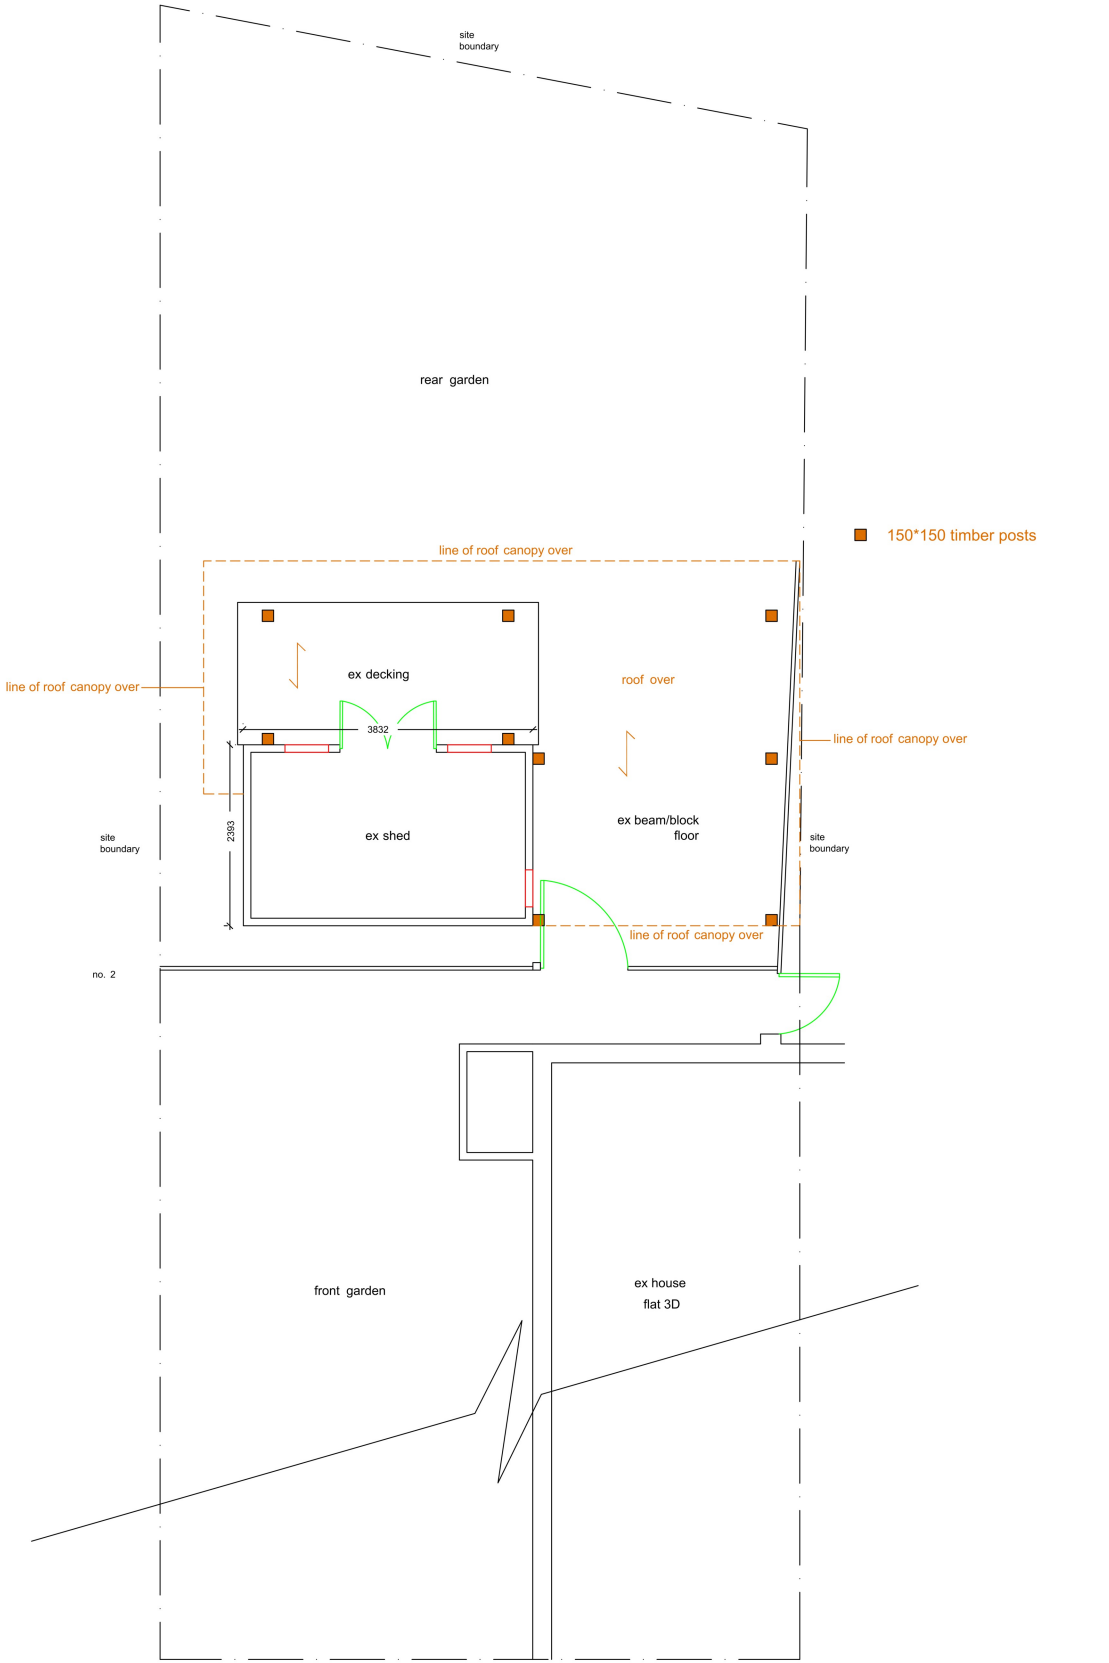 site
boundary
rear garden
150*150 timber posts
line of roof canopy over
ex decking
roof over
line of roof canopy over
3832
line of roof canopy over
2393
ex shed
ex beam/block
floor
site
boundary
site
boundary
line of roof canopy over
no. 2
front garden
ex house
flat 3D